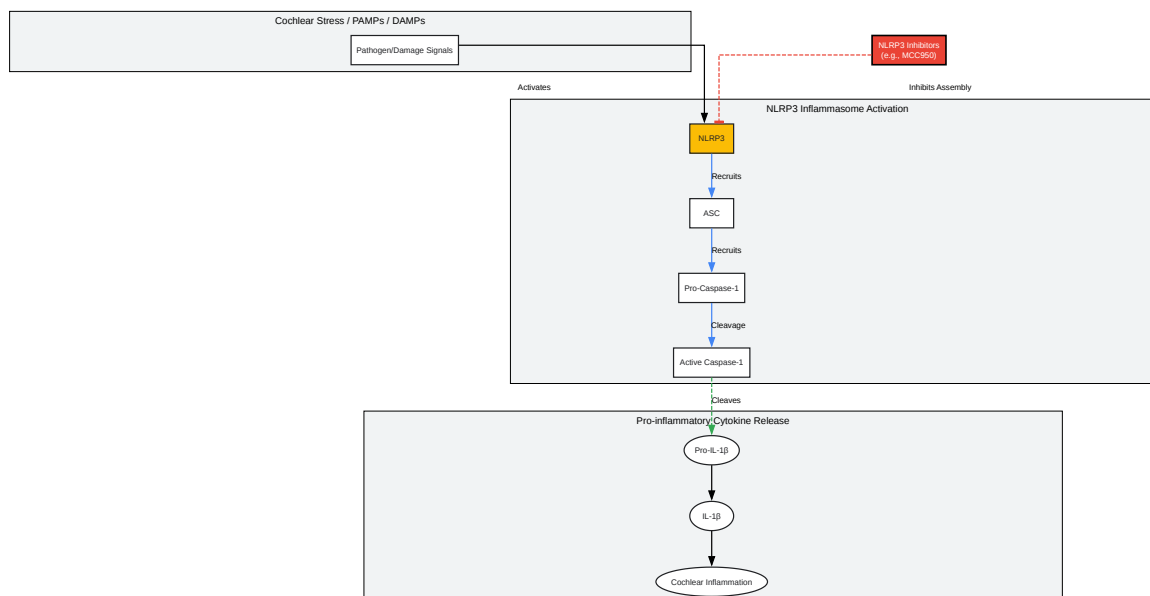 Cochlear Stress / PAMPs / DAMPs
Pathogen/Damage Signals
NLRP3 Inhibitors
(e.g., MCC950)
Activates
Inhibits Assembly
NLRP3 Inflammasome Activation
NLRP3
Recruits
ASC
Recruits
Pro-Caspase-1
Cleavage
Active Caspase-1
Cleaves
Pro-inflammatory Cytokine Release
Pro-IL-1β
IL-1β
Cochlear Inflammation